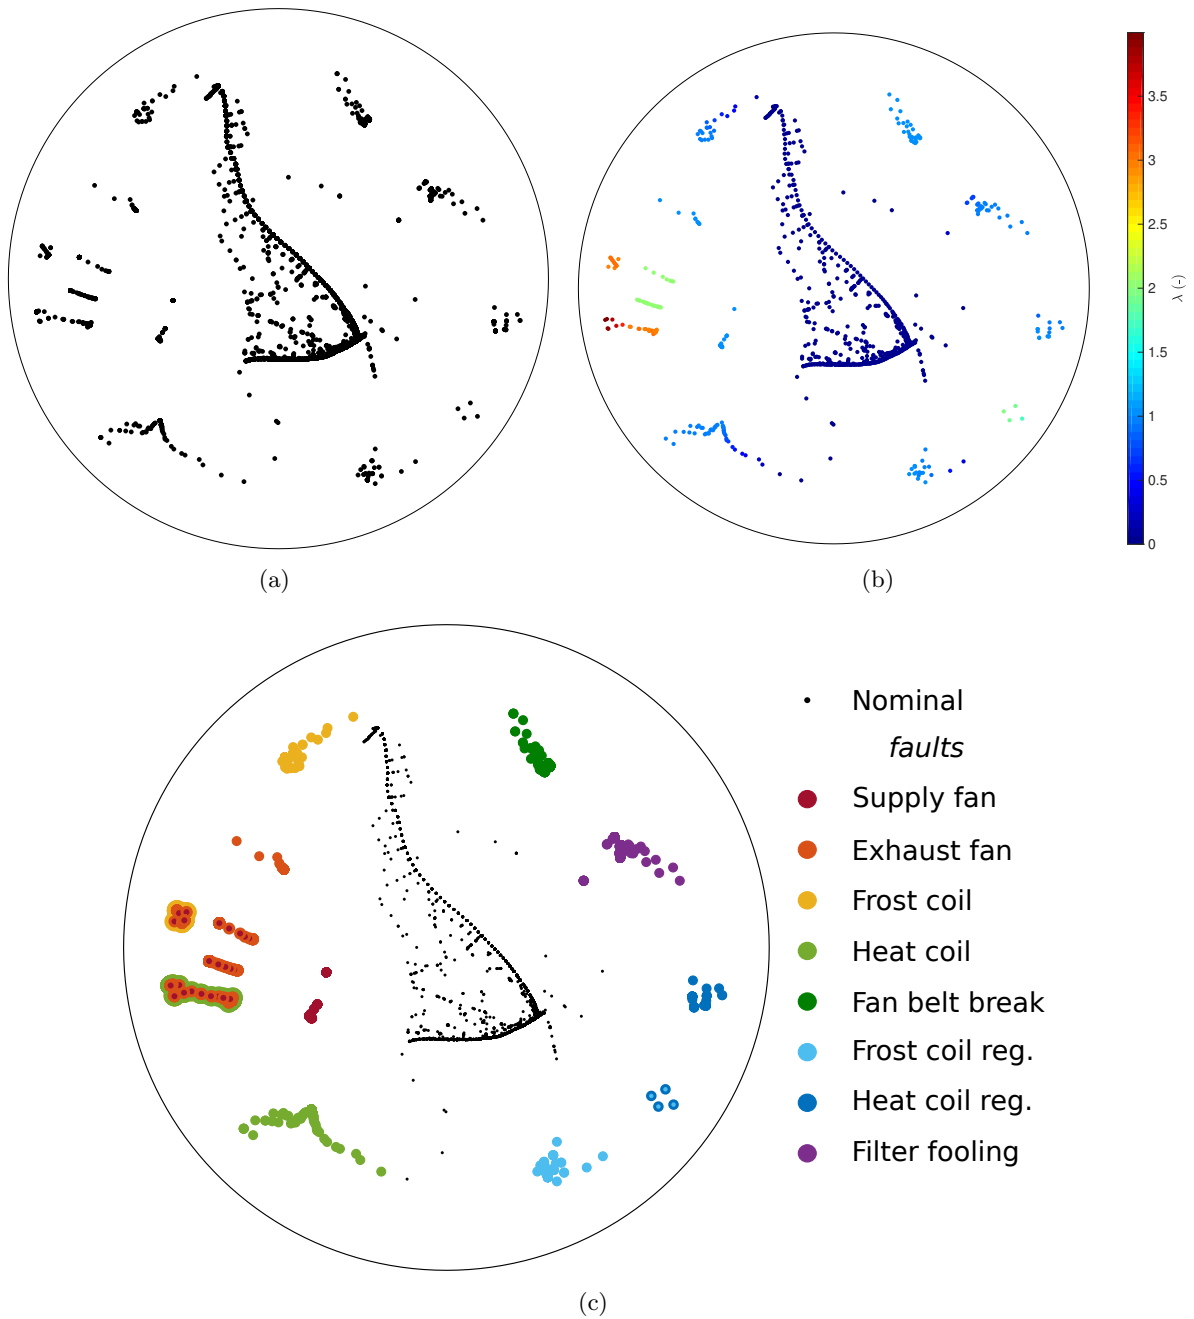 3.5
3
2.5
2
1.5
1
0.5
0
λ (-)
(a)
(b)
Nominal
faults
Supply fan
Exhaust fan
Frost coil
Heat coil
Fan belt break
Frost coil reg.
Heat coil reg.
Filter fooling
(c)